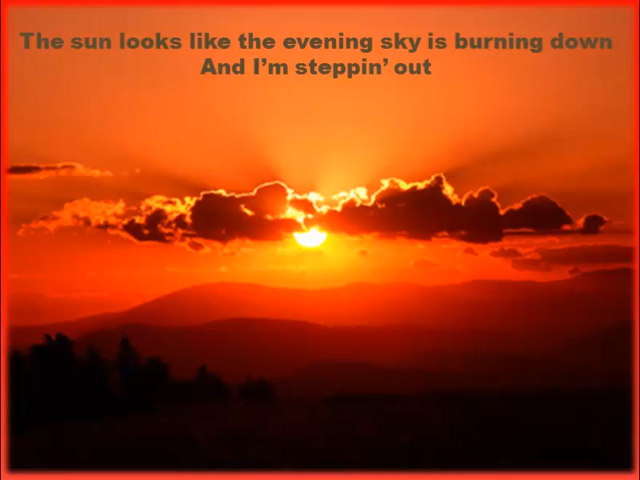 The sun looks like the evening sky is burning down
And I’m steppin’ out